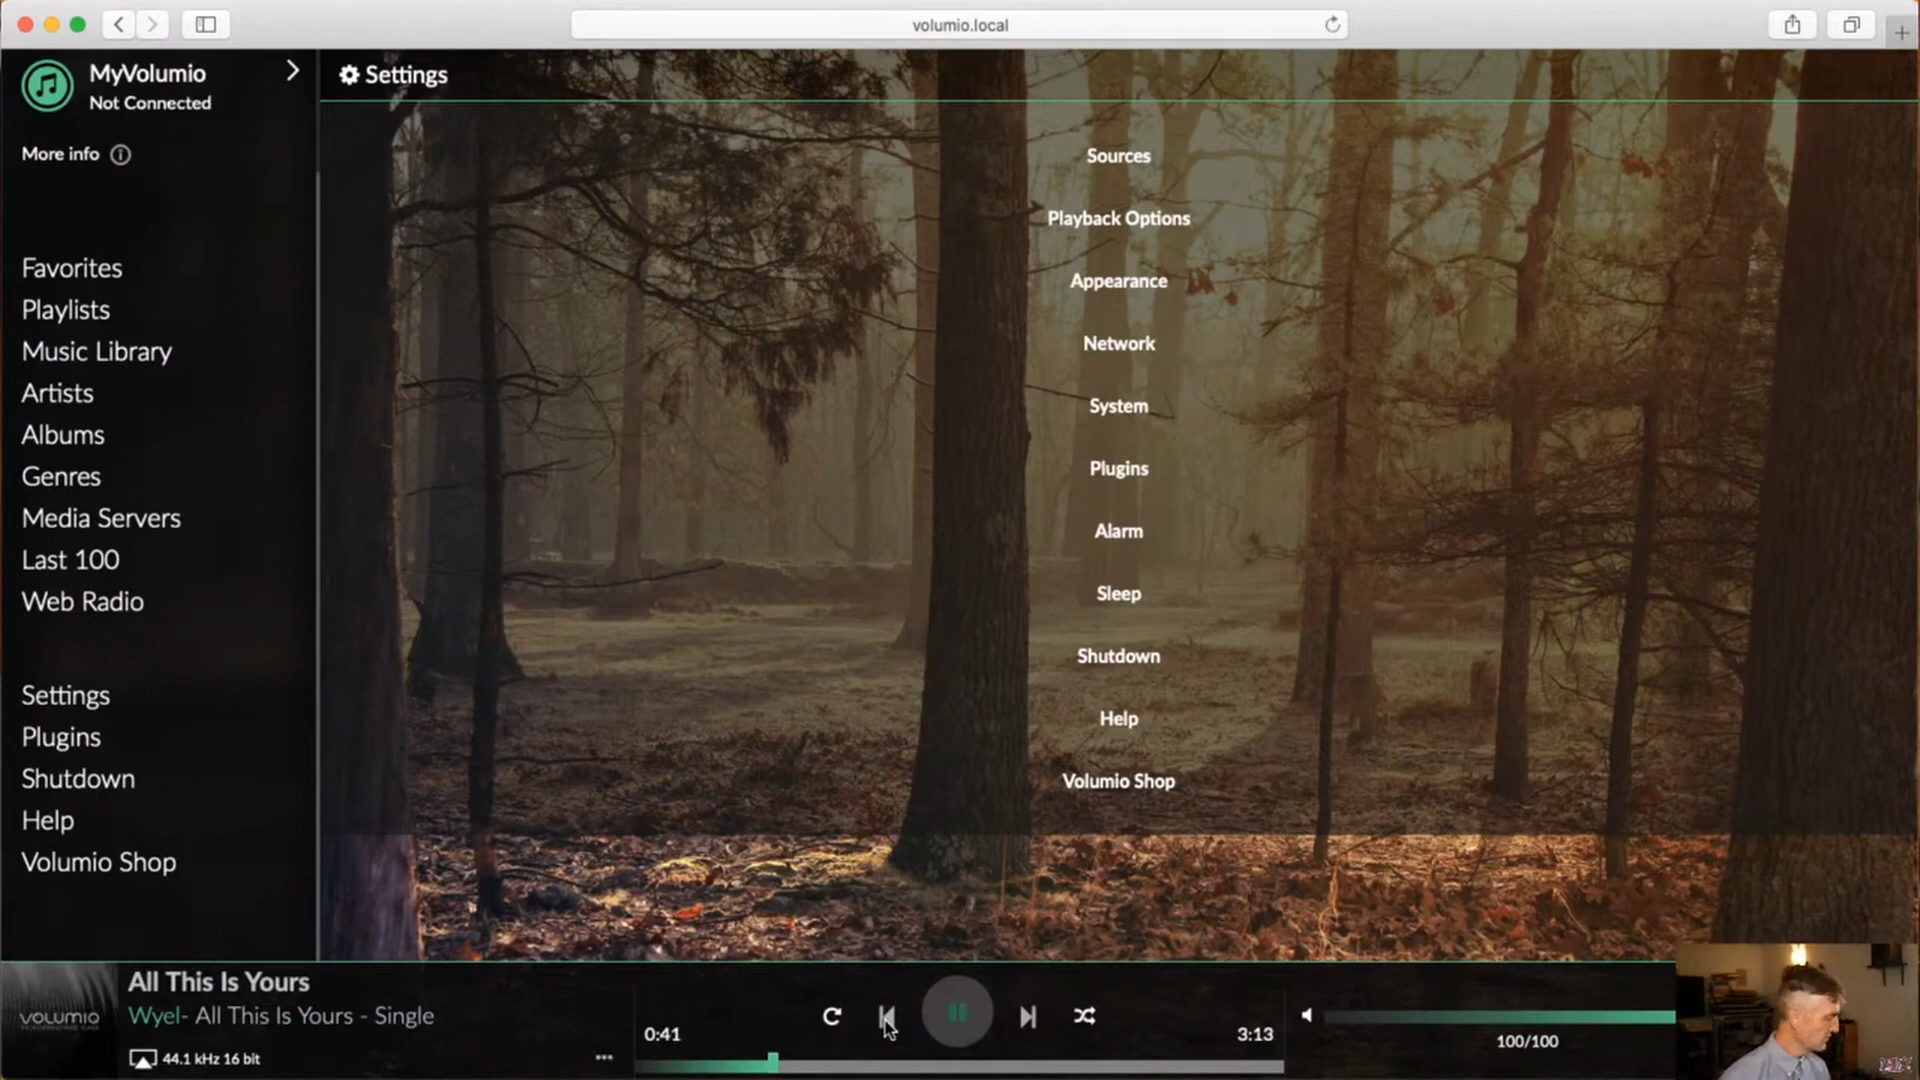 volumio.local
MyVolumio
Not Connected
More info
Favorites
Playlists
Music Library
Artists
Albums
Genres
Media Servers
Last 100
Web Radio
Settings
Plugins
Shutdown
Help
Volumio Shop
Settings
Sources
Playback Options
Appearance
Network
System
Plugins
Alarm
Sleep
Shutdown
Help
Volumio Shop
VOLUMIO
All This Is Yours
Wyel- All This Is Yours - Single
44.1 kHz 16 bit
0:41
3:13
100/100